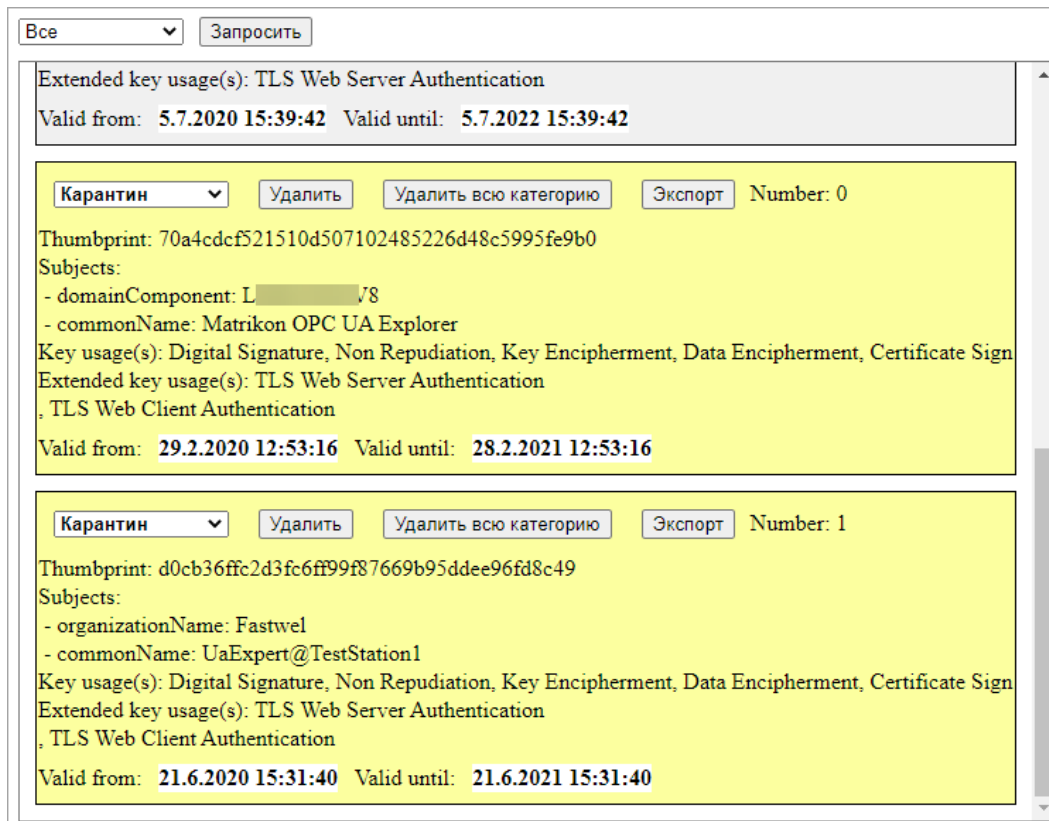 Все Запросить
Extended key usage(s): TLS Web Server Authentication
Valid from: 5.7.2020 15:39:42 Valid until: 5.7.2022 15:39:42
Карантин Удалить Удалить всю категорию Экспорт Number: 0
Thumbprint: 70a4cdcf521510d507102485226d48c5995fe9b0
Subjects:
- domainComponent: L V8
- commonName: Matrikon OPC UA Explorer
Key usage(s): Digital Signature, Non Repudiation, Key Encipherment, Data Encipherment, Certificate Sign
Extended key usage(s): TLS Web Server Authentication
, TLS Web Client Authentication
Valid from: 29.2.2020 12:53:16 Valid until: 28.2.2021 12:53:16
Карантин Удалить Удалить всю категорию Экспорт Number: 1
Thumbprint: d0cb36ffc2d3fc6ff99f87669b95ddee96fd8c49
Subjects:
- organizationName: Fastwel
- commonName: UaExpert@TestStation1
Key usage(s): Digital Signature, Non Repudiation, Key Encipherment, Data Encipherment, Certificate Sign
Extended key usage(s): TLS Web Server Authentication
, TLS Web Client Authentication
Valid from: 21.6.2020 15:31:40 Valid until: 21.6.2021 15:31:40